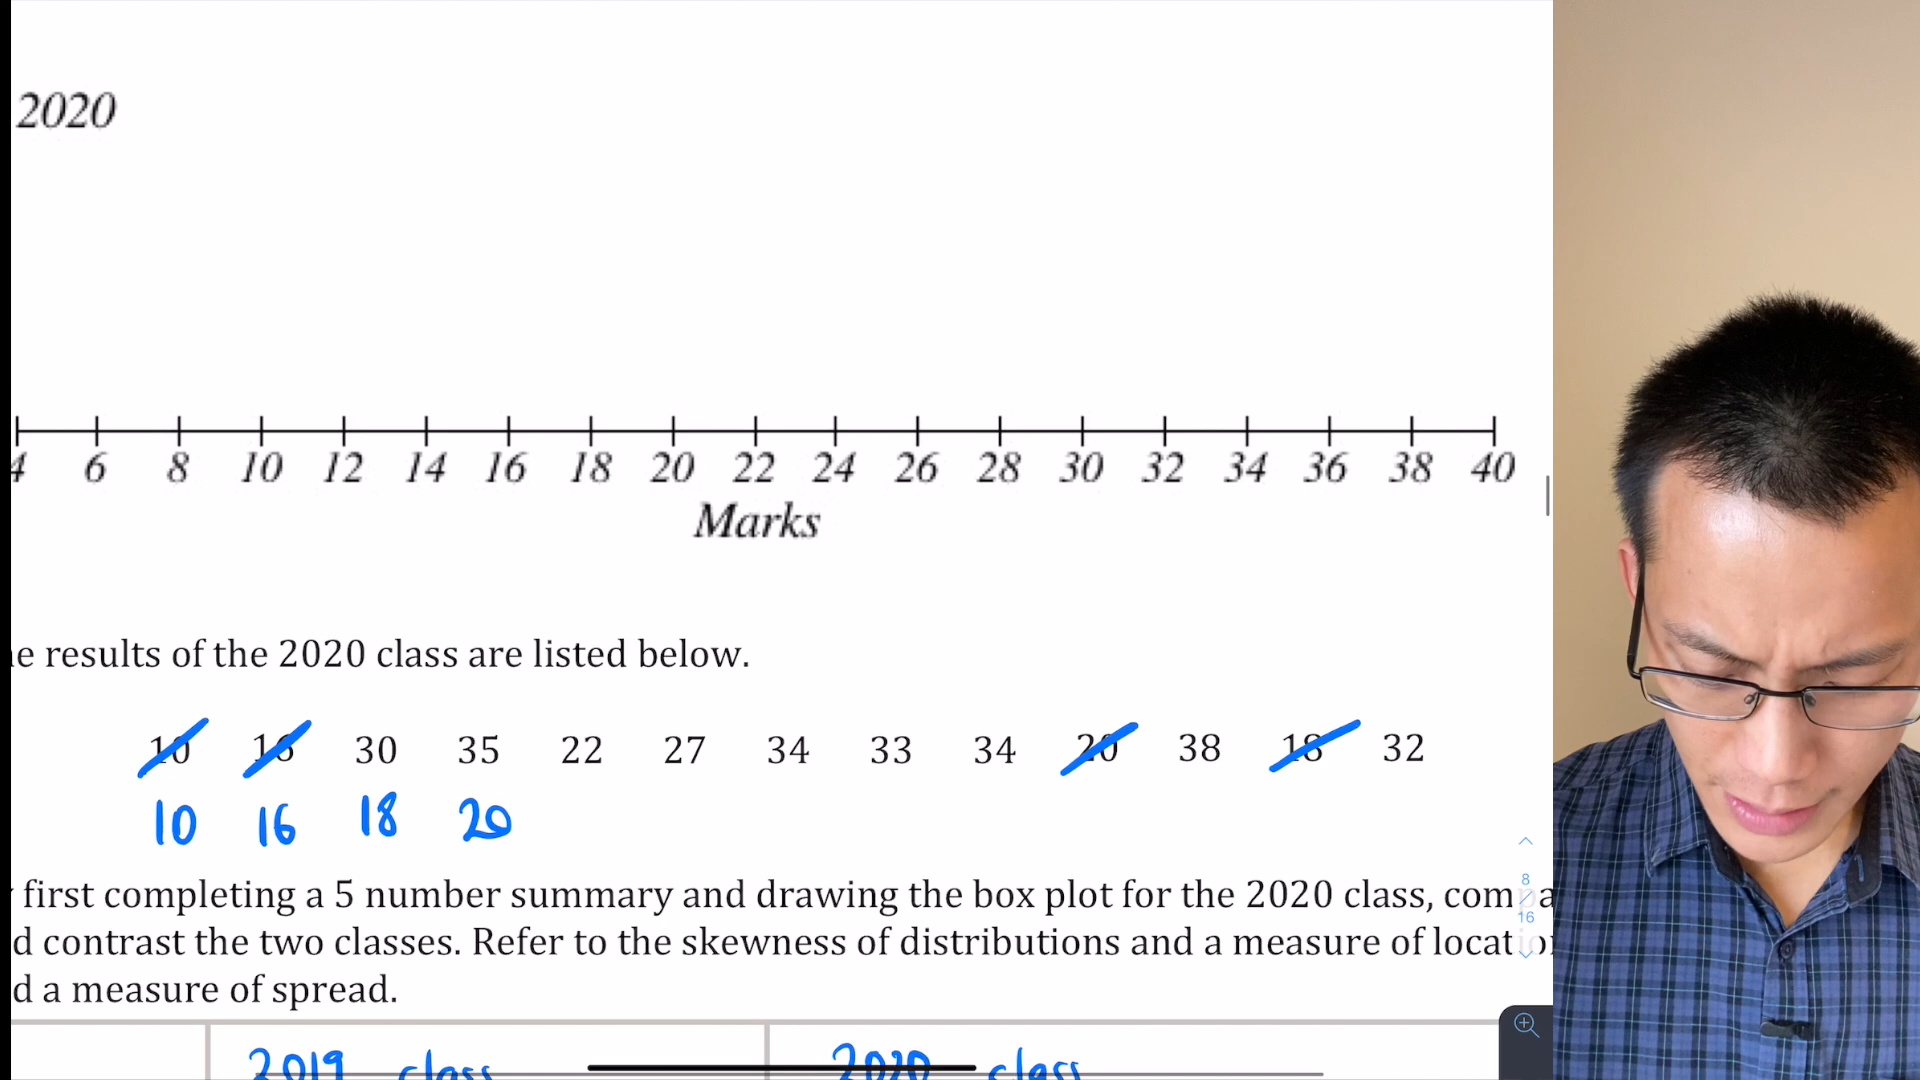 2020
4 6 8 10 12 14 16 18 20 22 24 26 28 30 32 34 36 38 40
Marks
e results of the 2020 class are listed below.
10 16 30 35 22 27 34 33 34 20 38 18 32
10 16 18 20
first completing a 5 number summary and drawing the box plot for the 2020 class, compa
d contrast the two classes. Refer to the skewness of distributions and a measure of locatio
d a measure of spread.
8
16
2019 class 2020 class